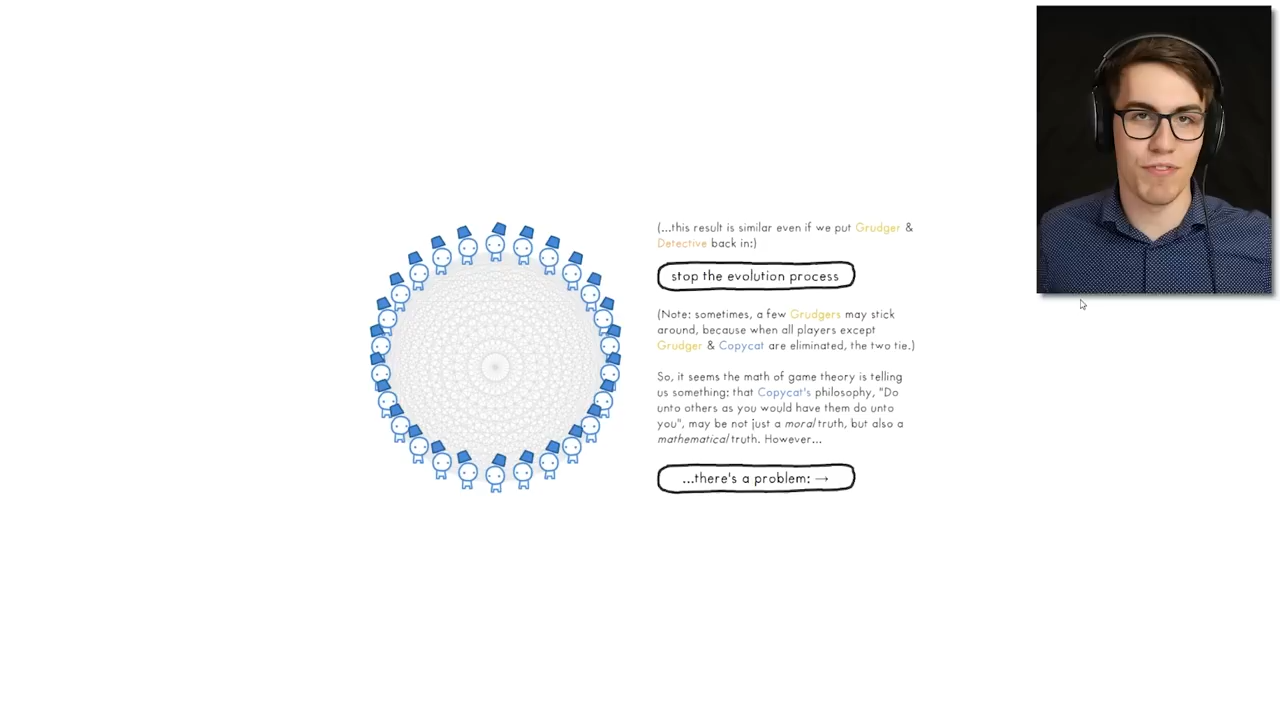 (...this result is similar even if we put Grudger &
Detective back in:)
stop the evolution process
(Note: sometimes, a few Grudgers may stick
around, because when all players except
Grudger & Copycat are eliminated, the two tie.)
So, it seems the math of game theory is telling
us something: that Copycat's philosophy, "Do
unto others as you would have them do unto
you", may be not just a moral truth, but also a
mathematical truth. However...
...there's a problem: →